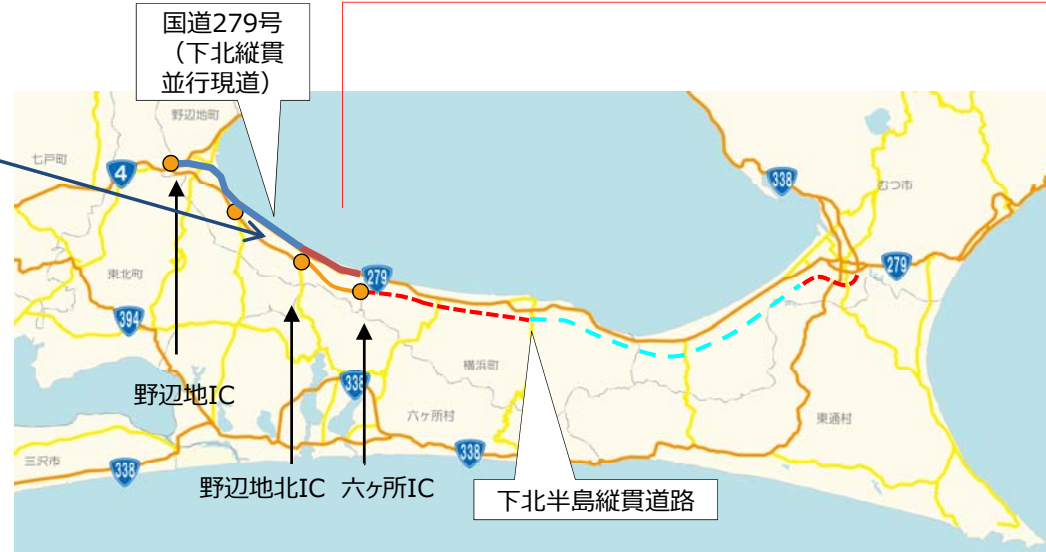 国道279号
（下北縦貫
並行現道）
野辺地町
七戸町
4
338
むつ市
279
279
東北町
394
横浜町
338
野辺地IC
六ヶ所村
東通村
三沢市
338
338
野辺地北IC
六ヶ所IC
下北半島縦貫道路